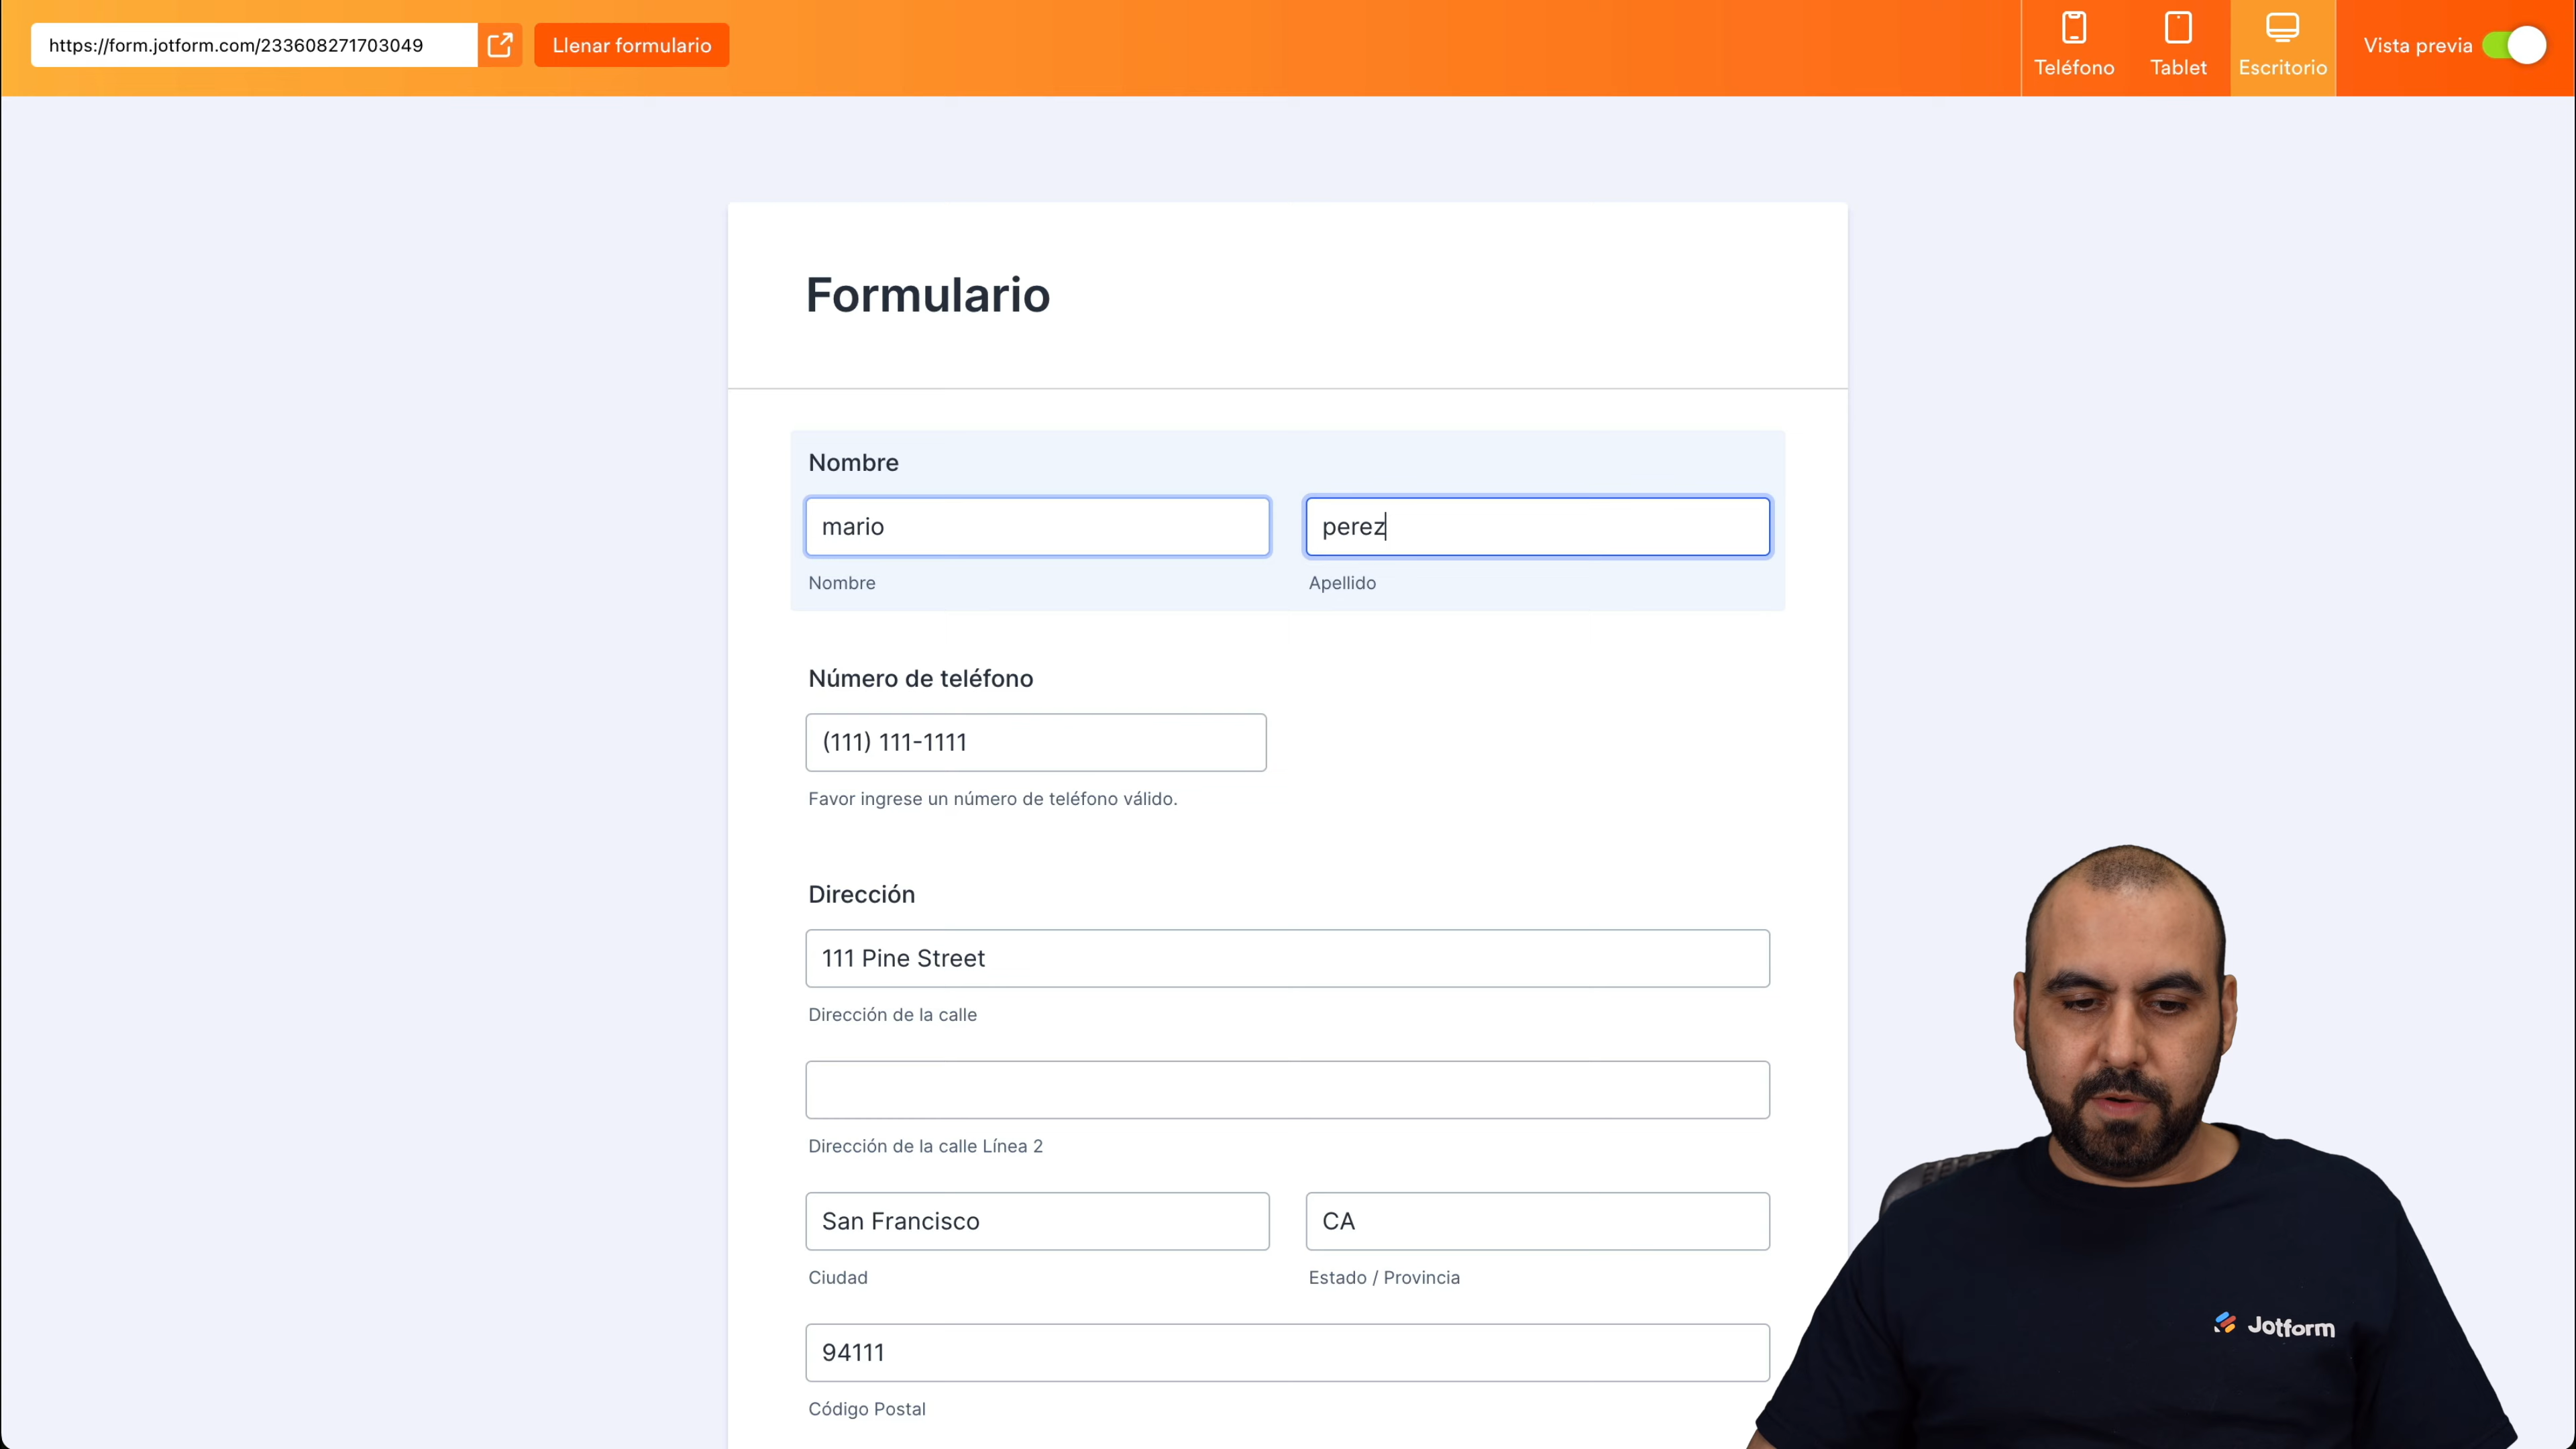 https://form.jotform.com/233608271703049
Llenar formulario
Teléfono
Tablet
Escritorio
Vista previa
Formulario
Nombre
mario
perez
Nombre
Apellido
Número de teléfono
(111) 111-1111
Favor ingrese un número de teléfono válido.
Dirección
111 Pine Street
Dirección de la calle
Dirección de la calle Línea 2
San Francisco
CA
Ciudad
Estado / Provincia
94111
Código Postal
Jotform